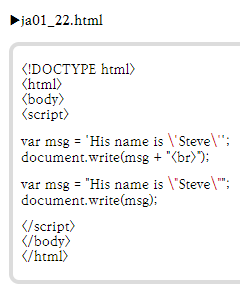 ▶ja01_22.html
<!DOCTYPE html>
<html>
<body>
<script>
var msg = 'His name is \'Steve\'';
document.write(msg + "<br>");
var msg = "His name is \"Steve\"";
document.write(msg);
</script>
</body>
</html>